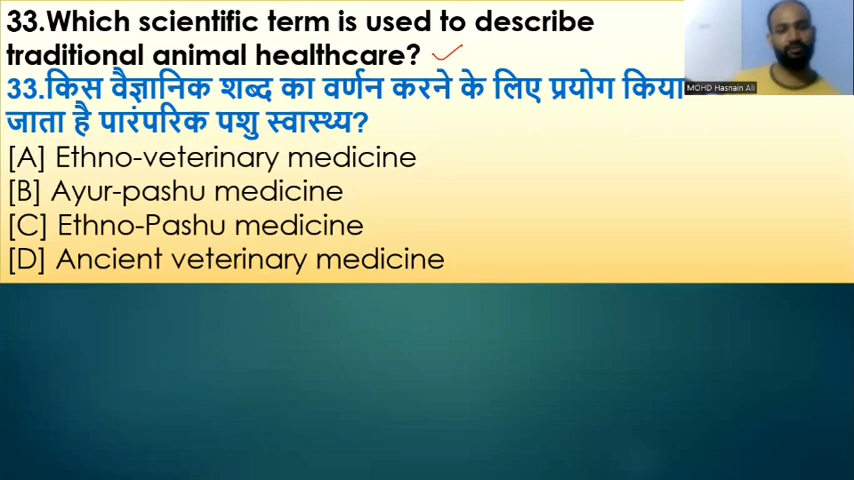 33.Which scientific term is used to describe
traditional animal healthcare?
33.किस वैज्ञानिक शब्द का वर्णन करने के लिए प्रयोग किया
जाता है पारंपरिक पशु स्वास्थ्य?
[A] Ethno-veterinary medicine
[B] Ayur-pashu medicine
[C] Ethno-Pashu medicine
[D] Ancient veterinary medicine
MOHD Hasnain Ali